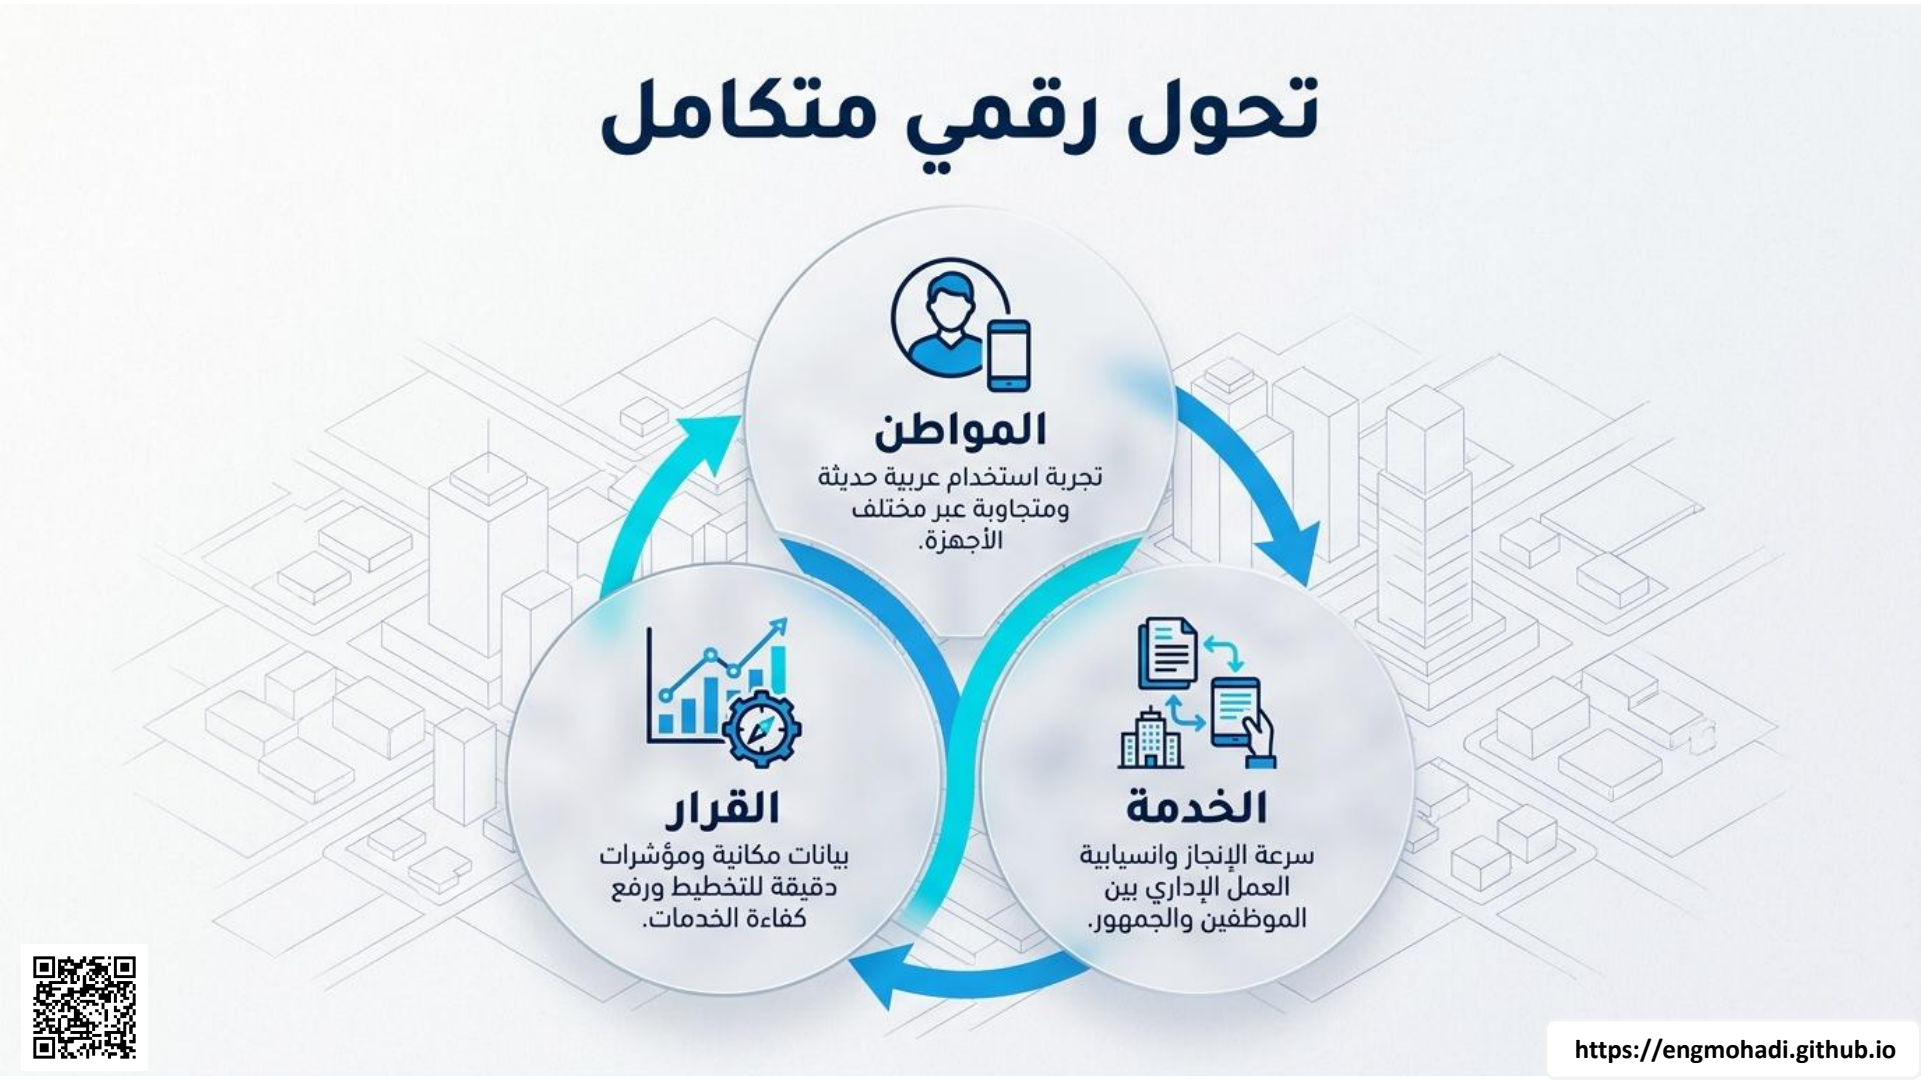 تحول رقمي متكامل
المواطن
تجربة استخدام عربية حديثة
ومتجاوبة عبر مختلف
الأجهزة.
الخدمة
سرعة الإنجاز وانسيابية
العمل الإداري بين
الموظفين والجمهور.
القرار
بيانات مكانية ومؤشرات
دقيقة للتخطيط ورفع
كفاءة الخدمات.
https://engmohadi.github.io